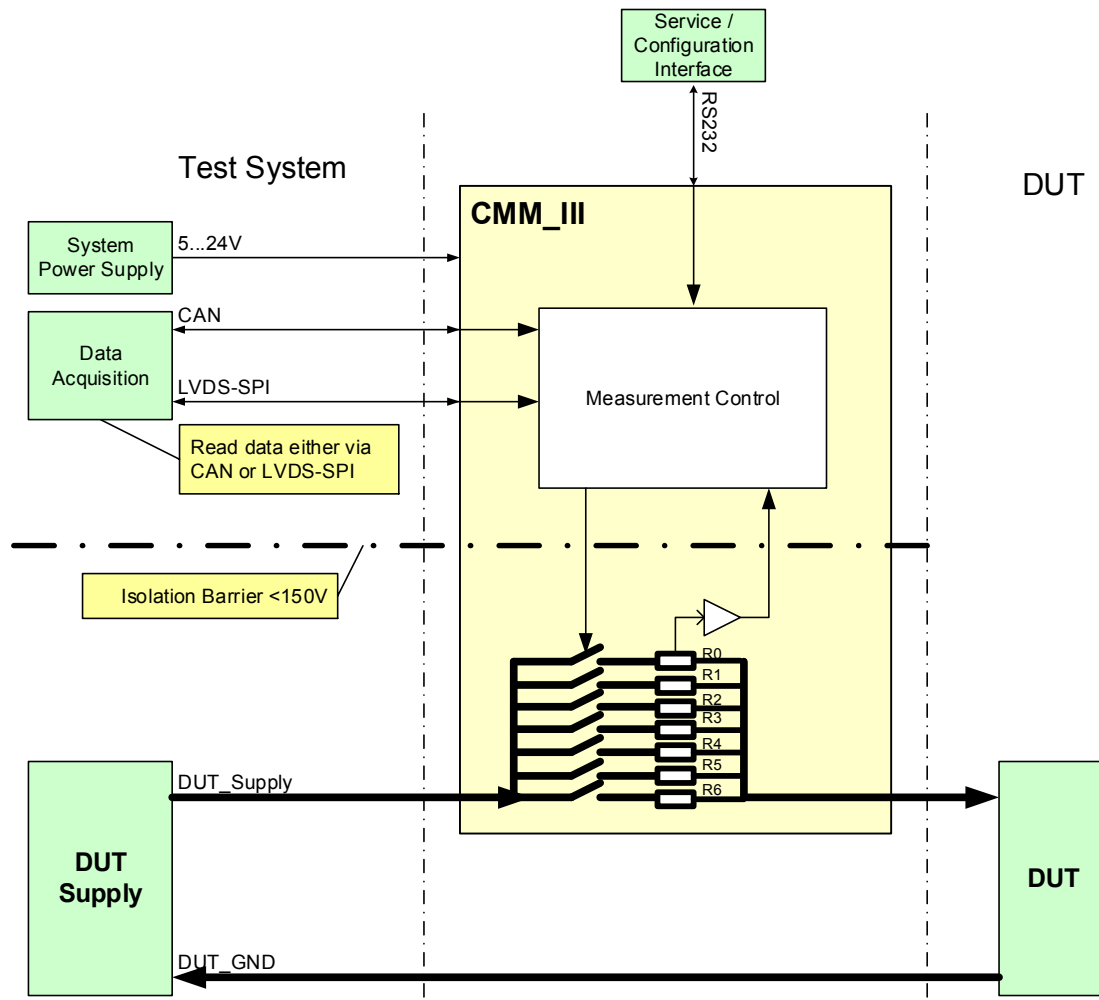 Service /
Configuration
Interface
RS232
Test System
DUT
CMM_III
System
Power Supply
5...24V
CAN
Data
Acquisition
LVDS-SPI
Measurement Control
Read data either via
CAN or LVDS-SPI
Isolation Barrier <150V
R0
R1
R2
R3
R4
R5
R6
DUT_Supply
DUT
Supply
DUT
DUT_GND